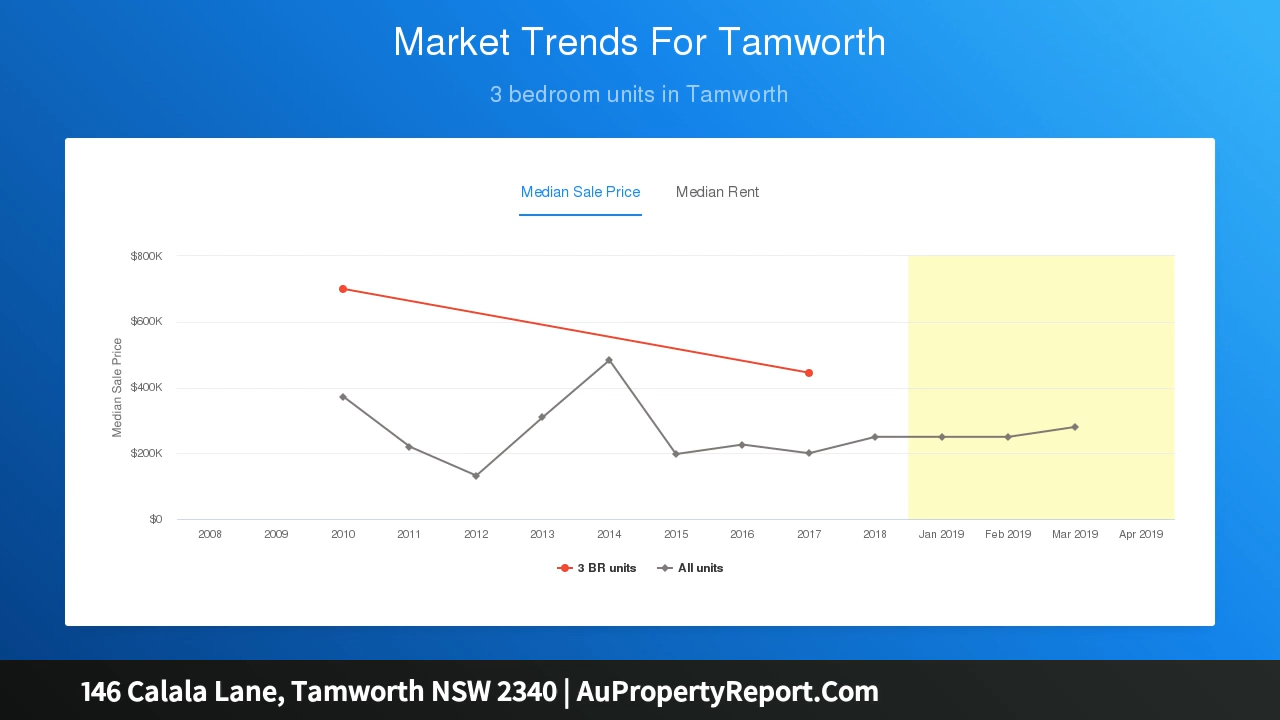 Market Trends For Tamworth
3 bedroom units in Tamworth
Median Sale Price Median Rent
$800K
$600K
$400K
$200K
$0
Median Sale Price
2008 2009 2010 2011 2012 2013 2014 2015 2016 2017 2018 Jan 2019 Feb 2019 Mar 2019 Apr 2019
3 BR units All units
146 Calala Lane, Tamworth NSW 2340 | AuPropertyReport.Com